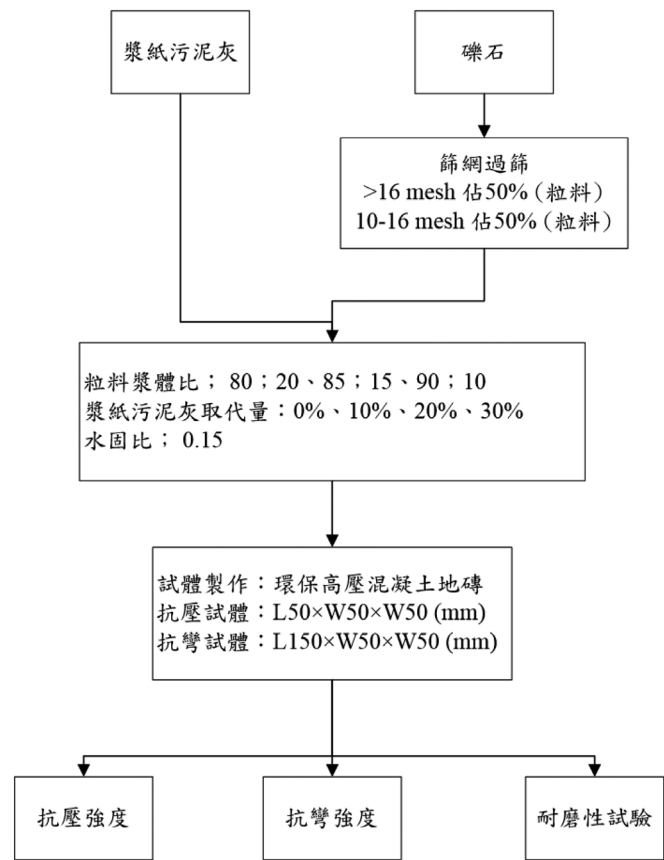 漿紙污泥灰
礫石
篩網過篩
>16 mesh 佔50% (粒料)
10-16 mesh 佔50% (粒料)
粒料漿體比； 80；20、85；15、90；10
漿紙污泥灰取代量：0%、10%、20%、30%
水固比； 0.15
試體製作：環保高壓混凝土地磚
抗壓試體：L50×W50×W50 (mm)
抗彎試體：L150×W50×W50 (mm)
抗壓強度
抗彎強度
耐磨性試驗